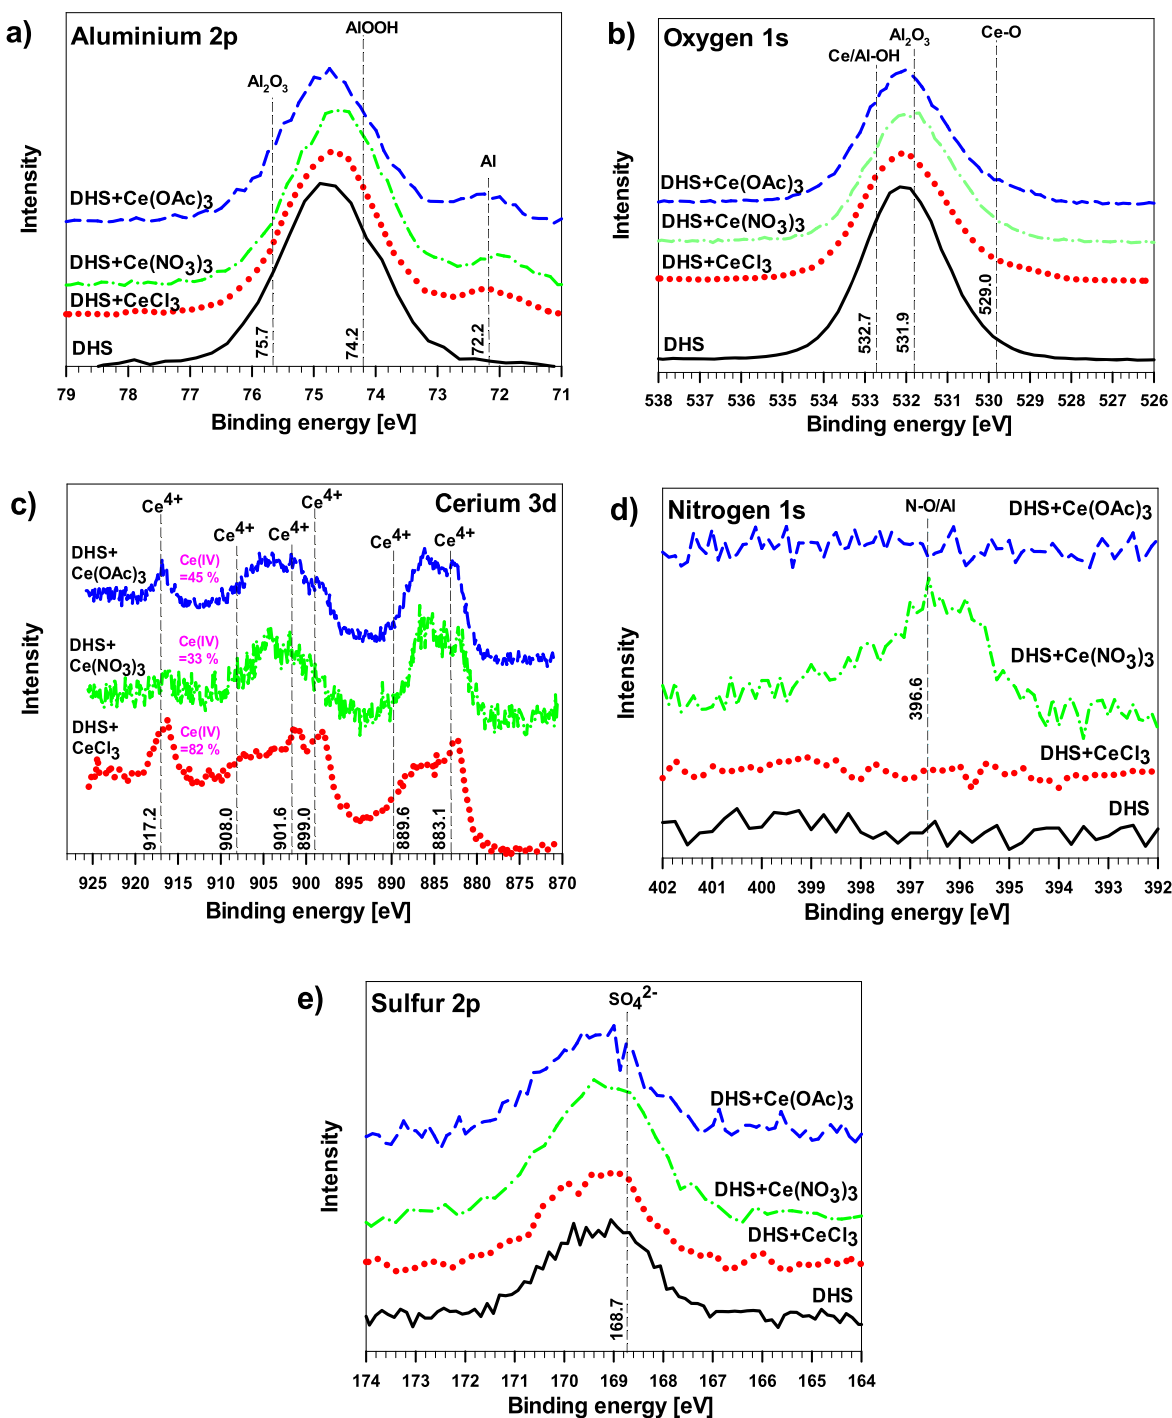 a)
Aluminium 2p
AlOOH
Al2O3
Al
DHS+Ce(OAc)3
DHS+Ce(NO3)3
DHS+CeCl3
DHS
75.7
74.2
72.2
Intensity
79 78 77 76 75 74 73 72 71
Binding energy [eV]
b)
Oxygen 1s
Al2O3
Ce-O
Ce/Al-OH
DHS+Ce(OAc)3
DHS+Ce(NO3)3
DHS+CeCl3
DHS
532.7
531.9
529.0
Intensity
538 537 536 535 534 533 532 531 530 529 528 527 526
Binding energy [eV]
c)
Cerium 3d
Ce4+
Ce4+
Ce4+
Ce4+
Ce4+
Ce4+
DHS+
Ce(OAc)3
Ce(IV)
=45 %
DHS+
Ce(NO3)3
Ce(IV)
=33 %
DHS+
CeCl3
Ce(IV)
=82 %
917.2
908.0
901.6
899.0
889.6
883.1
Intensity
925 920 915 910 905 900 895 890 885 880 875 870
Binding energy [eV]
d)
Nitrogen 1s
N-O/Al
DHS+Ce(OAc)3
DHS+Ce(NO3)3
DHS+CeCl3
DHS
396.6
Intensity
402 401 400 399 398 397 396 395 394 393 392
Binding energy [eV]
e)
Sulfur 2p
SO42-
DHS+Ce(OAc)3
DHS+Ce(NO3)3
DHS+CeCl3
DHS
168.7
Intensity
174 173 172 171 170 169 168 167 166 165 164
Binding energy [eV]